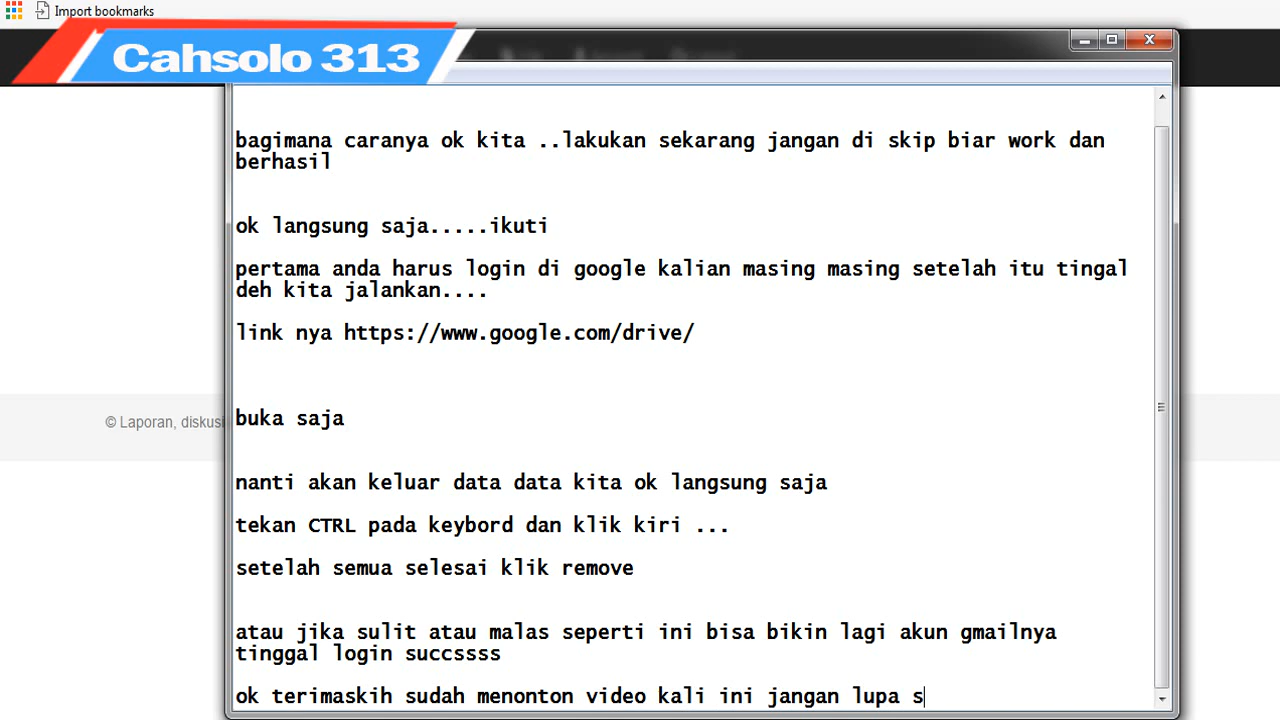 Import bookmarks
Cahsolo 313
bagimana caranya ok kita ..lakukan sekarang jangan di skip biar work dan
berhasil
ok langsung saja.....ikuti
pertama anda harus login di google kalian masing masing setelah itu tingal
deh kita jalankan....
link nya https://www.google.com/drive/
buka saja
© Laporan, diskusi
nanti akan keluar data data kita ok langsung saja
tekan CTRL pada keybord dan klik kiri ...
setelah semua selesai klik remove
atau jika sulit atau malas seperti ini bisa bikin lagi akun gmailnya
tinggal login succssss
ok terimaskih sudah menonton video kali ini jangan lupa s